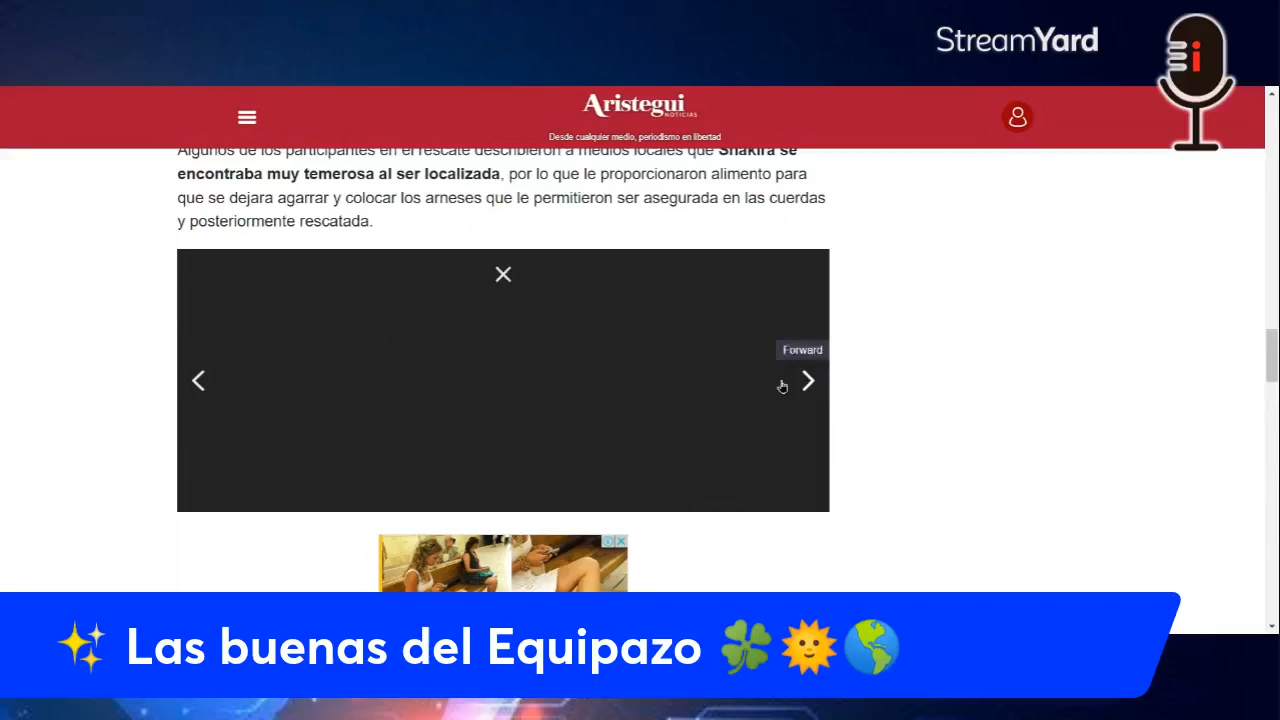 StreamYard
i
Aristegui
NOTICIAS
Desde cualquier medio, periodismo en libertad
Algunos de los participantes en el rescate describieron a medios locales que Shakira se
encontraba muy temerosa al ser localizada, por lo que le proporcionaron alimento para
que se dejara agarrar y colocar los arneses que le permitieron ser asegurada en las cuerdas
y posteriormente rescatada.
Forward
✨ Las buenas del Equipazo 🍀🌞🌎